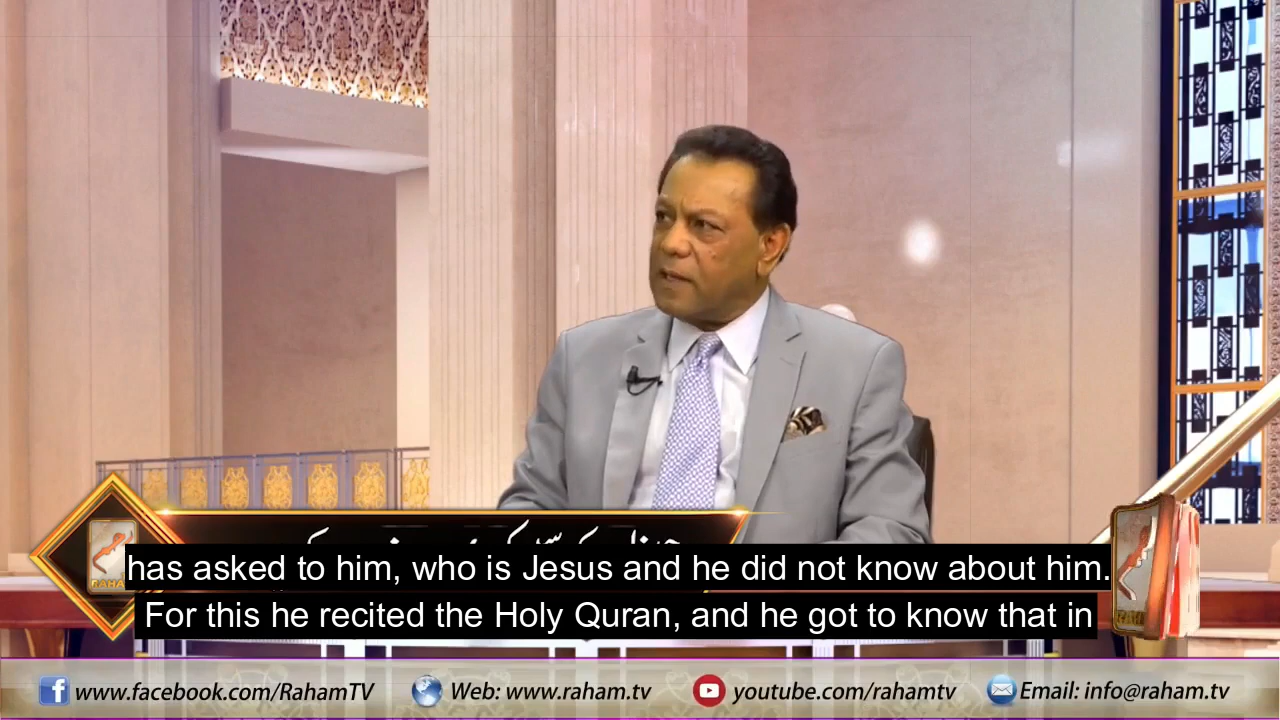 has asked to him, who is Jesus and he did not know about him.
For this he recited the Holy Quran, and he got to know that in
www.facebook.com/RahamTV Web: www.raham.tv youtube.com/rahamtv Email: info@raham.tv